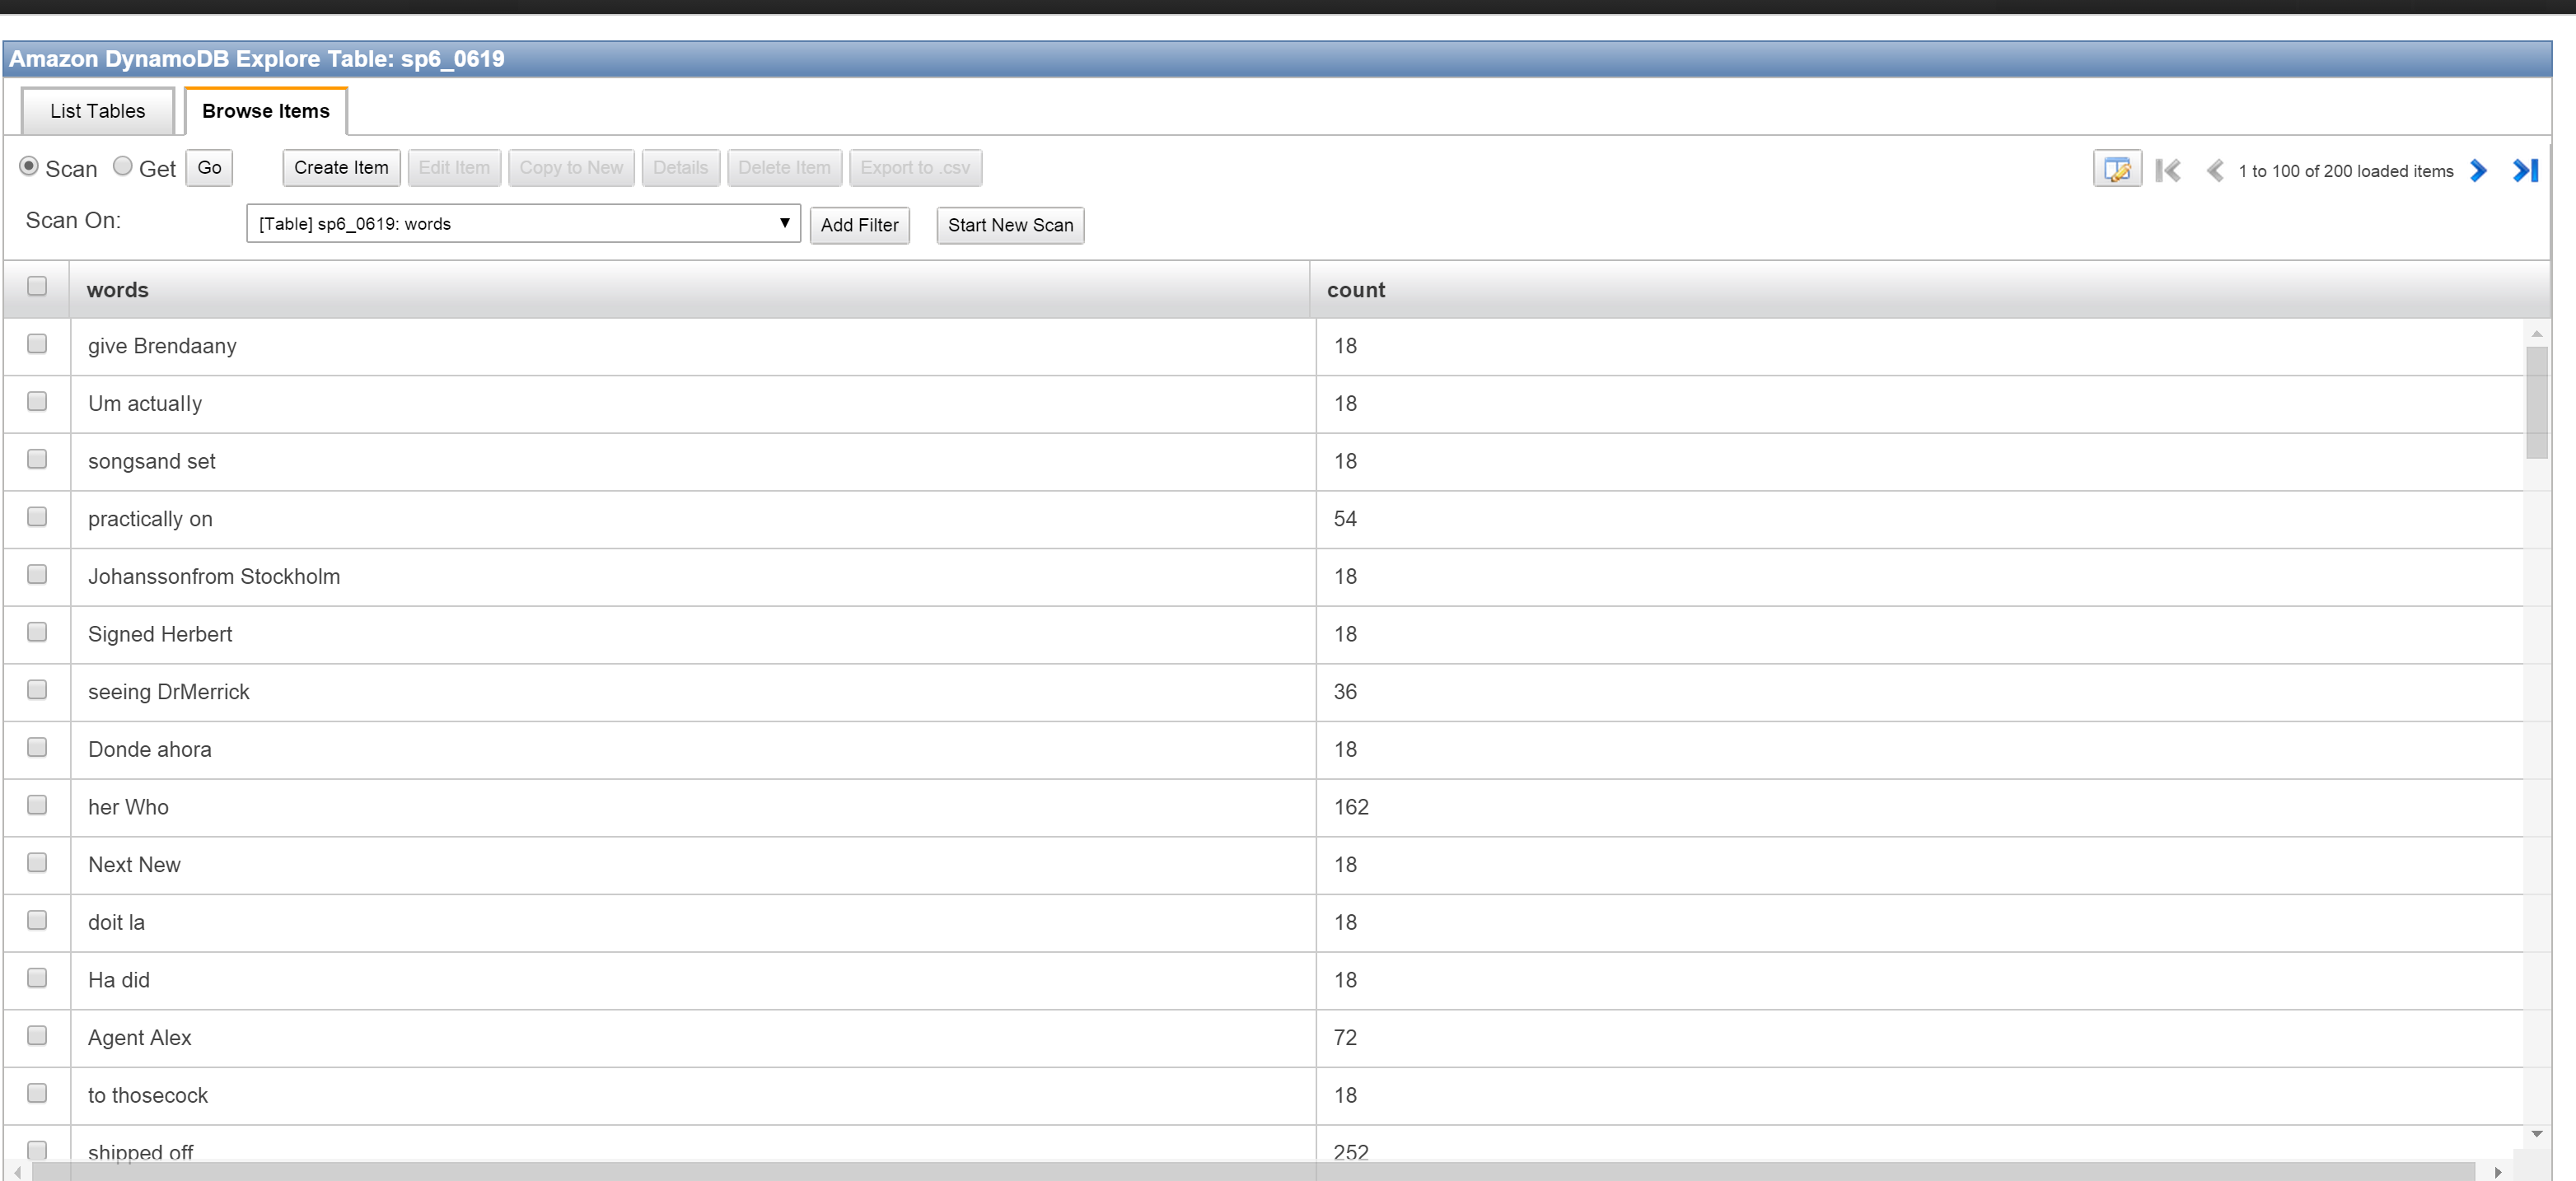 Amazon DynamoDB Explore Table: sp6_0619
List Tables Browse Items
Scan Get Go Create Item Edit Item Copy to New Details Delete Item Export to .csv 1 to 100 of 200 loaded items
Scan On: [Table] sp6_0619: words Add Filter Start New Scan
words count
give Brendaany 18
Um actually 18
songsand set 18
practically on 54
Johanssonfrom Stockholm 18
Signed Herbert 18
seeing DrMerrick 36
Donde ahora 18
her Who 162
Next New 18
doit la 18
Ha did 18
Agent Alex 72
to thosecock 18
shipped off 252